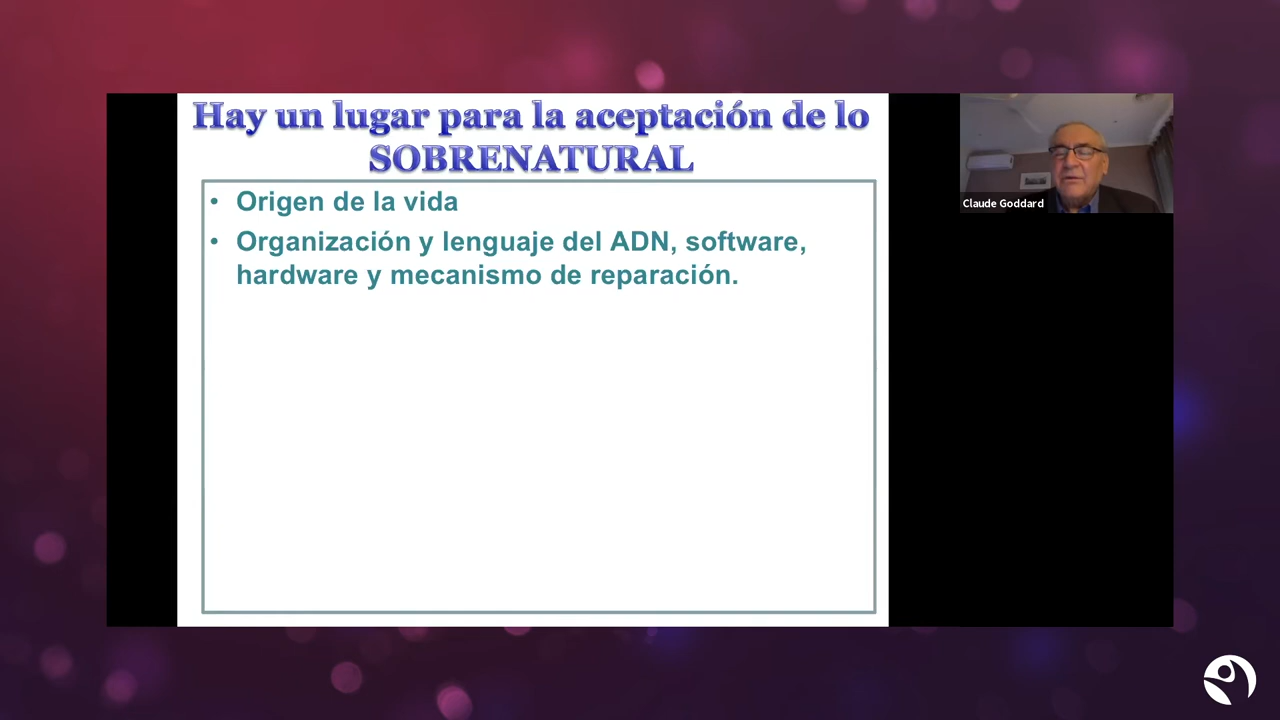 Hay un lugar para la aceptación de lo
SOBRENATURAL
• Origen de la vida
• Organización y lenguaje del ADN, software,
hardware y mecanismo de reparación.
Claude Goddard